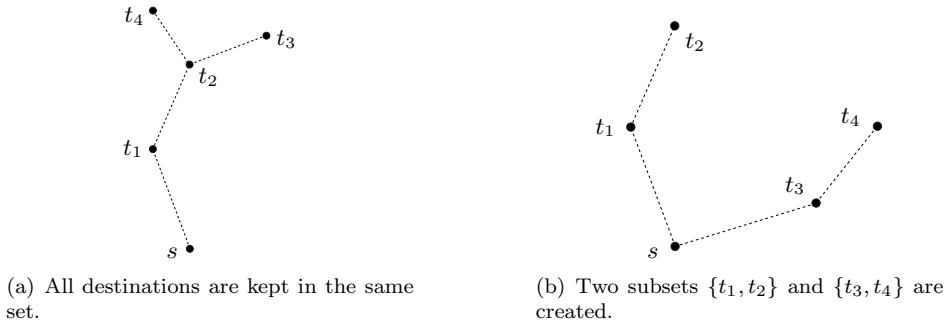 t₄
t₃
t₂
t₁
s
(a) All destinations are kept in the same
set.
t₂
t₁
t₄
t₃
s
(b) Two subsets {t₁, t₂} and {t₃, t₄} are
created.